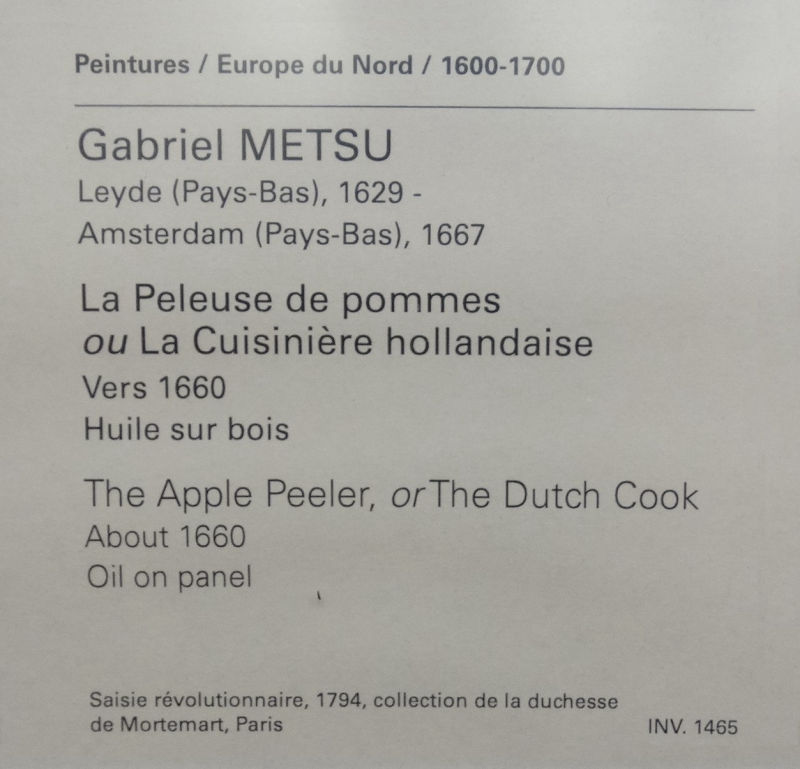 Peintures / Europe du Nord / 1600-1700
Gabriel METSU
Leyde (Pays-Bas), 1629 -
Amsterdam (Pays-Bas), 1667
La Peleuse de pommes
ou La Cuisinière hollandaise
Vers 1660
Huile sur bois
The Apple Peeler, or The Dutch Cook
About 1660
Oil on panel
Saisie révolutionnaire, 1794, collection de la duchesse
de Mortemart, Paris INV. 1465